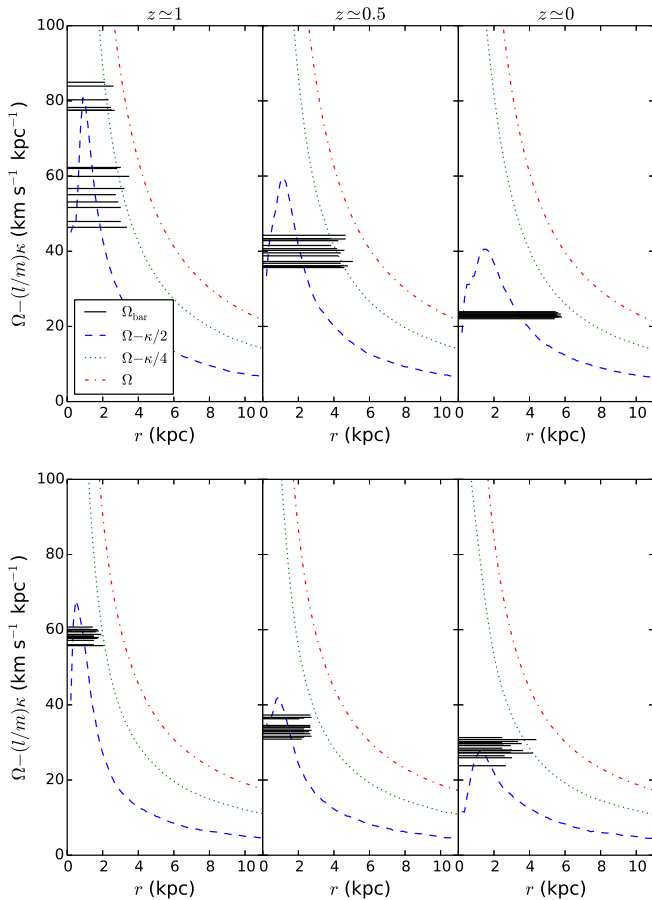 z≃1 z≃0.5 z≃0
100
80
60
40
20
0
Ω−(l/m)κ (km s⁻¹ kpc⁻¹)
Ω_bar
Ω−κ/2
Ω−κ/4
Ω
0 2 4 6 8 10 0 2 4 6 8 10 0 2 4 6 8 10
r (kpc) r (kpc) r (kpc)
100
80
60
40
20
0
Ω−(l/m)κ (km s⁻¹ kpc⁻¹)
0 2 4 6 8 10 0 2 4 6 8 10 0 2 4 6 8 10
r (kpc) r (kpc) r (kpc)